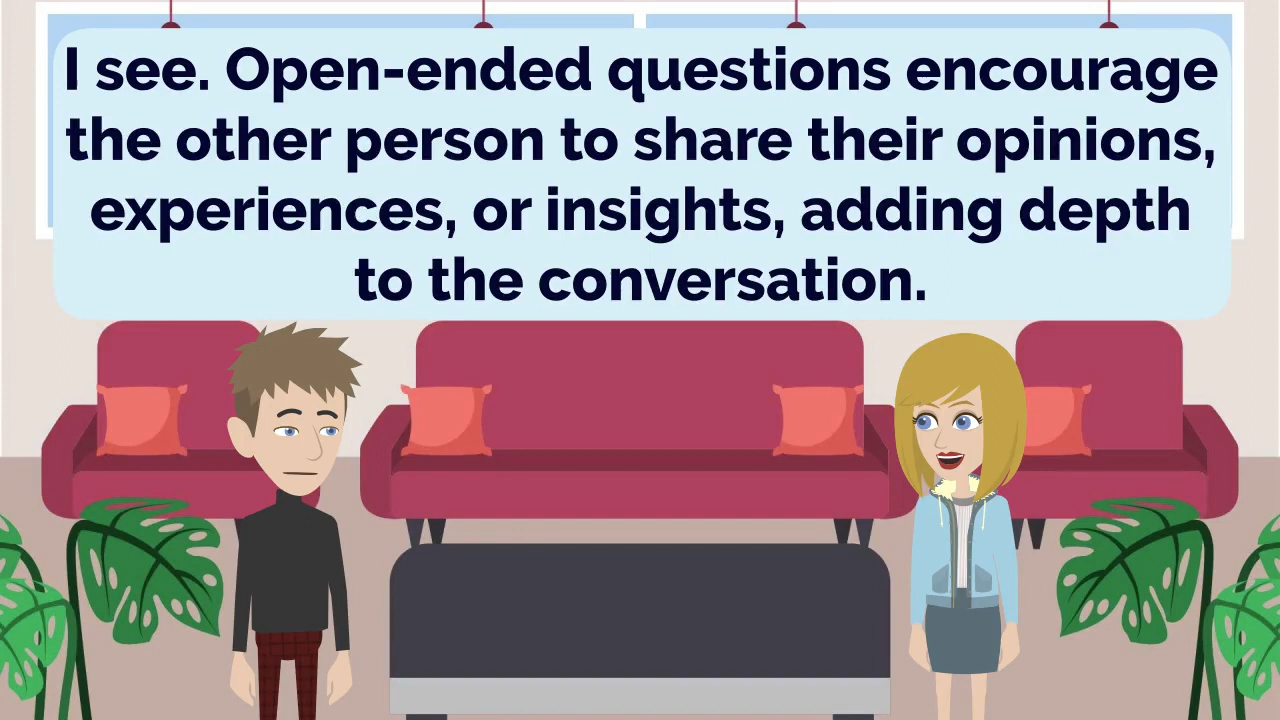 I see. Open-ended questions encourage
the other person to share their opinions,
experiences, or insights, adding depth
to the conversation.